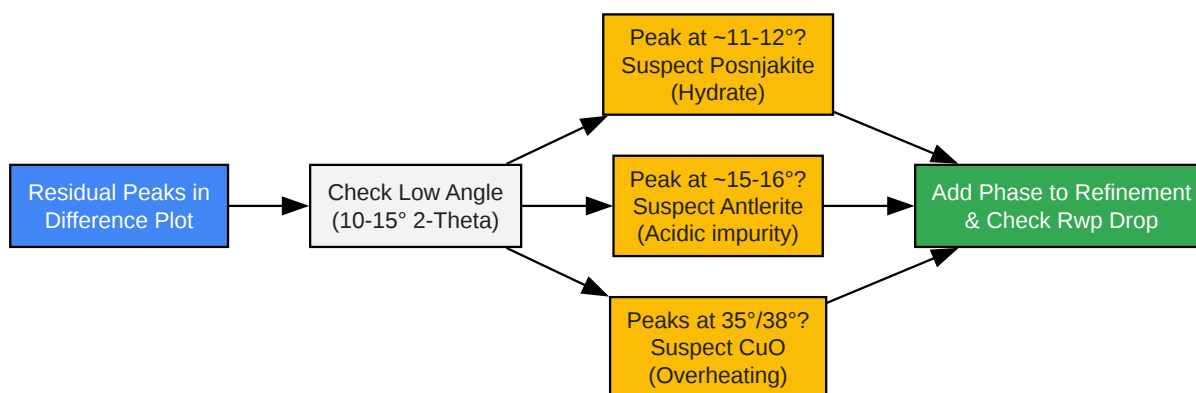 Residual Peaks in
Difference Plot
Check Low Angle
(10-15° 2-Theta)
Peak at ~11-12°?
Suspect Posnjakite
(Hydrate)
Peak at ~15-16°?
Suspect Antlerite
(Acidic impurity)
Peaks at 35°/38°?
Suspect CuO
(Overheating)
Add Phase to Refinement
& Check Rwp Drop